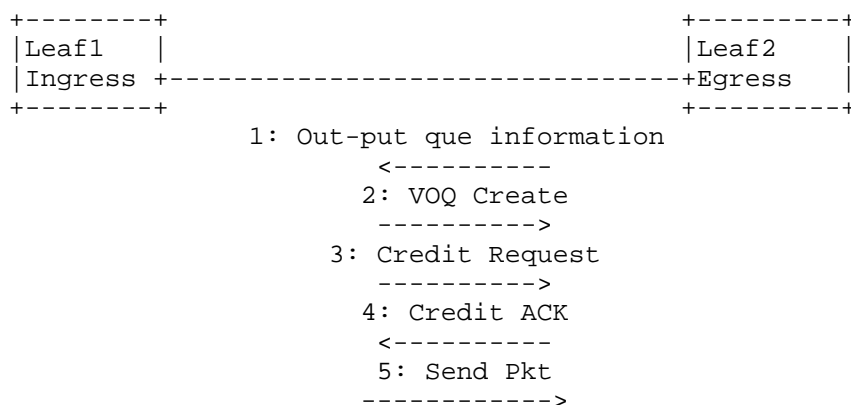 Leaf1 Leaf2
Ingress Egress
1: Out-put que information
2: VOQ Create
3: Credit Request
4: Credit ACK
5: Send Pkt